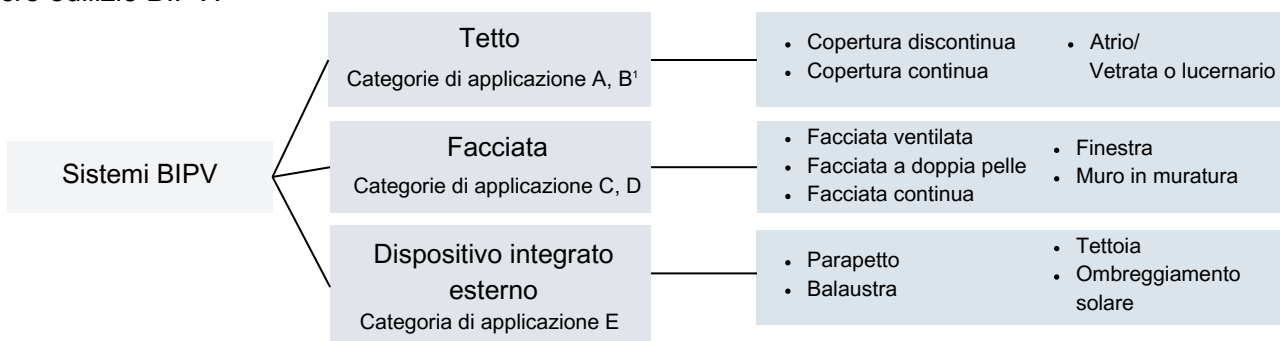 Sistemi BIPV
Tetto
Categorie di applicazione A, B¹
• Copertura discontinua
• Copertura continua
• Atrio/
Vetrata o lucernario
Facciata
Categorie di applicazione C, D
• Facciata ventilata
• Facciata a doppia pelle
• Facciata continua
• Finestra
• Muro in muratura
Dispositivo integrato
esterno
Categoria di applicazione E
• Parapetto
• Balaustra
• Tettoia
• Ombreggiamento
solare